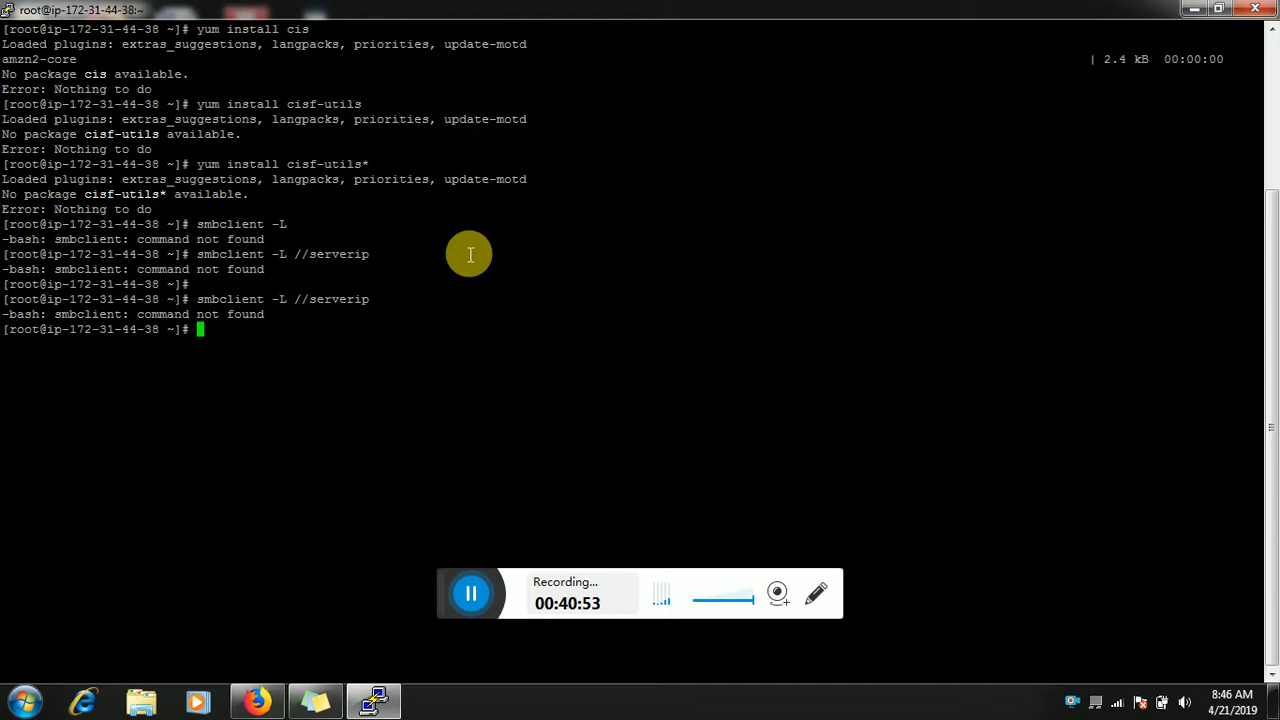 root@ip-172-31-44-38:~
[root@ip-172-31-44-38 ~]# yum install cis
Loaded plugins: extras_suggestions, langpacks, priorities, update-motd
amzn2-core | 2.4 kB 00:00:00
No package cis available.
Error: Nothing to do
[root@ip-172-31-44-38 ~]# yum install cisf-utils
Loaded plugins: extras_suggestions, langpacks, priorities, update-motd
No package cisf-utils available.
Error: Nothing to do
[root@ip-172-31-44-38 ~]# yum install cisf-utils*
Loaded plugins: extras_suggestions, langpacks, priorities, update-motd
No package cisf-utils* available.
Error: Nothing to do
[root@ip-172-31-44-38 ~]# smbclient -L
-bash: smbclient: command not found
[root@ip-172-31-44-38 ~]# smbclient -L //serverip
-bash: smbclient: command not found
[root@ip-172-31-44-38 ~]#
[root@ip-172-31-44-38 ~]# smbclient -L //serverip
-bash: smbclient: command not found
[root@ip-172-31-44-38 ~]#
Recording...
00:40:53
8:46 AM
4/21/2019